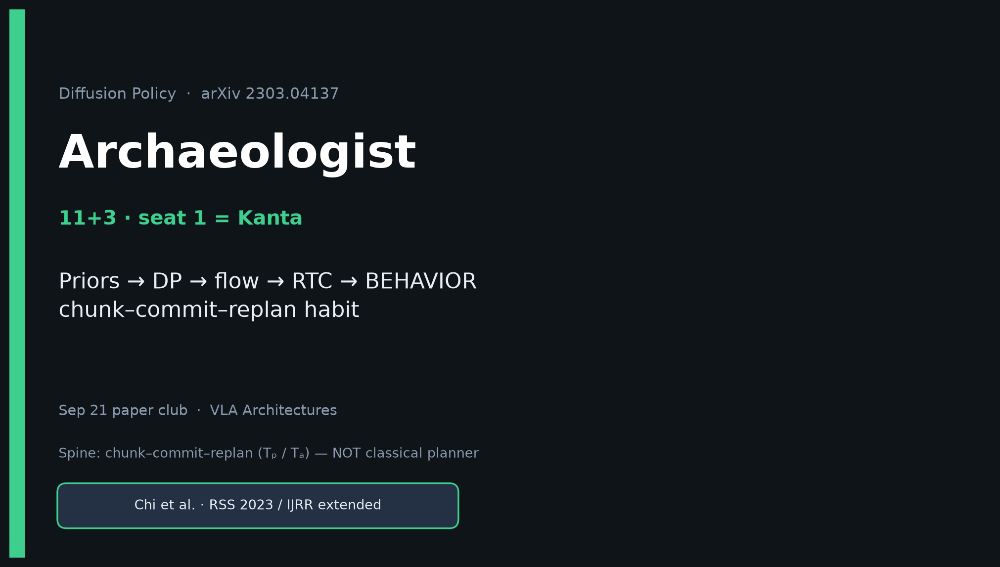 Diffusion Policy · arXiv 2303.04137
Archaeologist
11+3 · seat 1 = Kanta
Priors → DP → flow → RTC → BEHAVIOR
chunk–commit–replan habit
Sep 21 paper club · VLA Architectures
Spine: chunk–commit–replan (Tₚ / Tₐ) — NOT classical planner
Chi et al. · RSS 2023 / IJRR extended